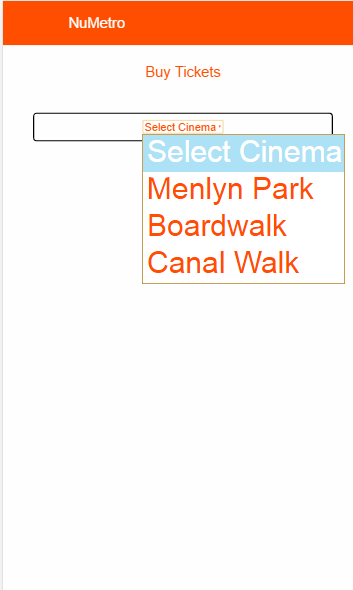 NuMetro
Buy Tickets
Select Cinema
Select Cinema
Menlyn Park
Boardwalk
Canal Walk